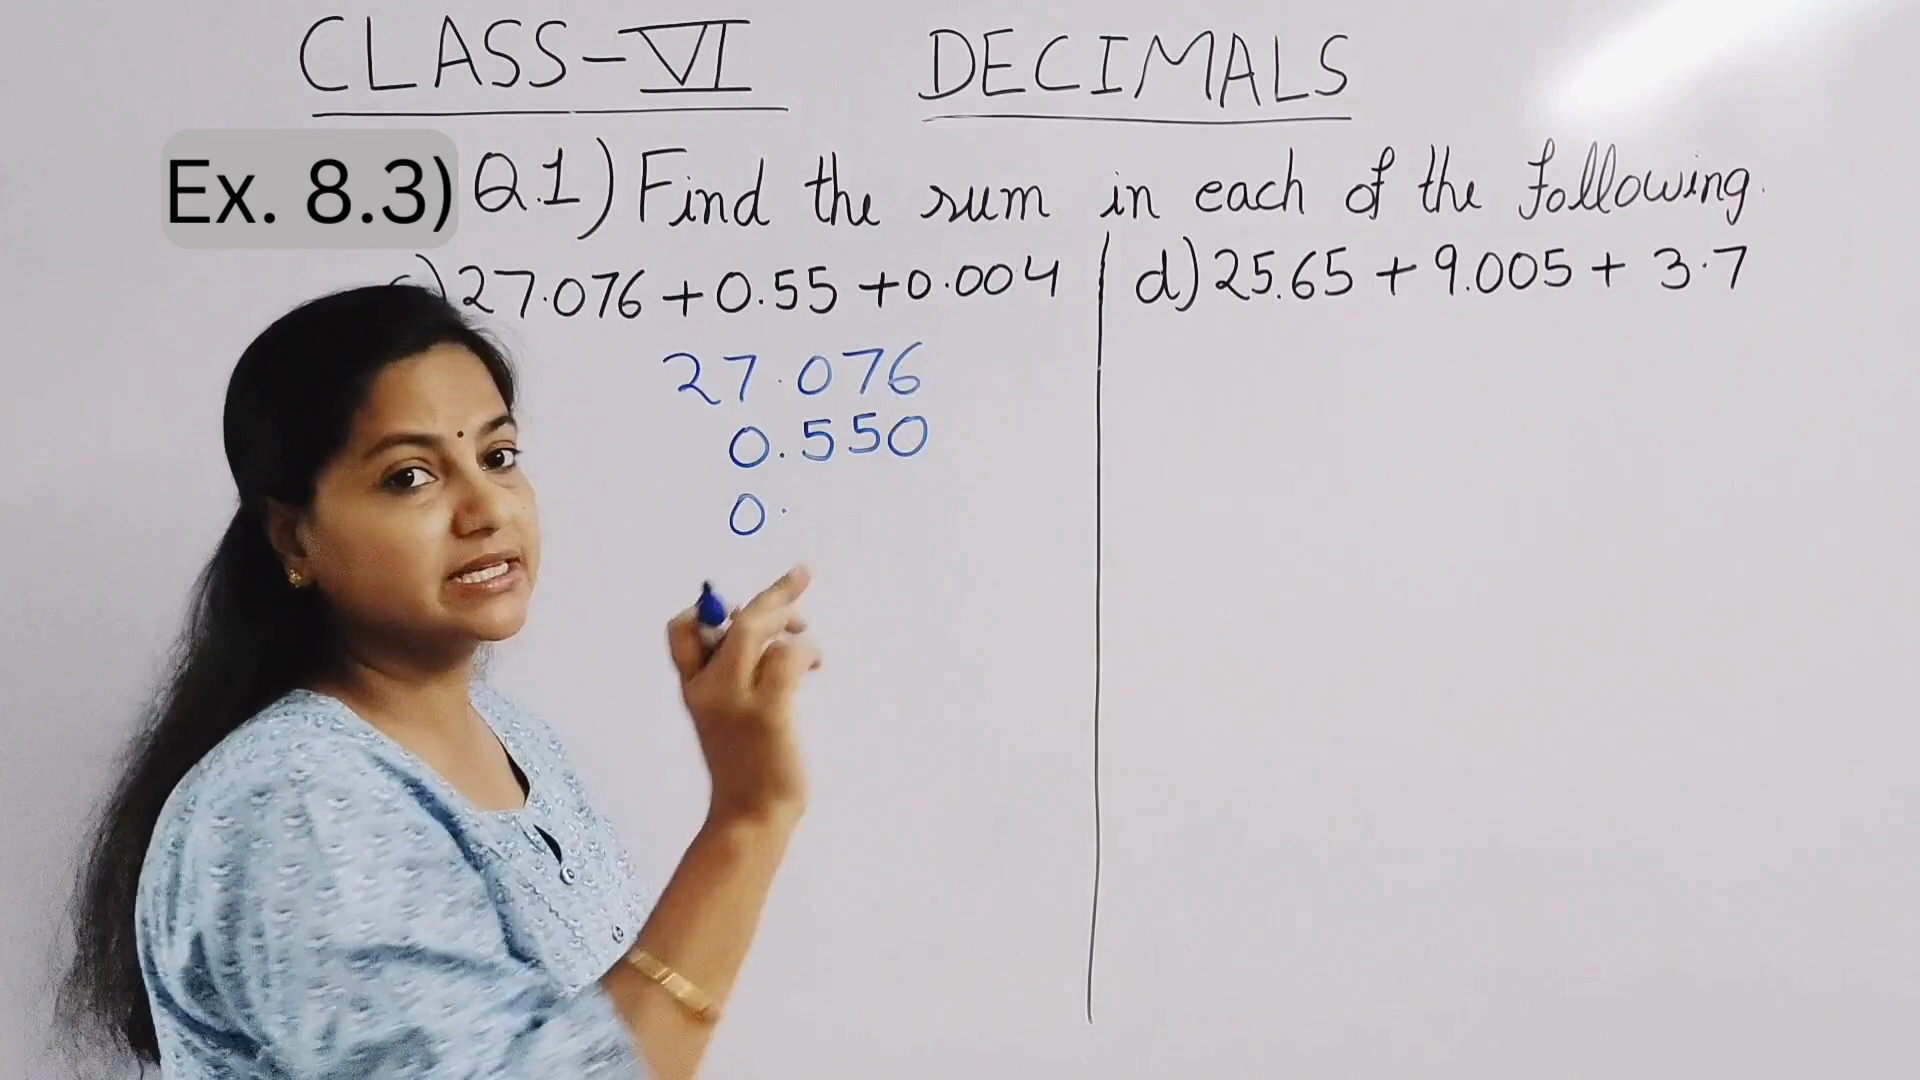 CLASS-VI DECIMALS
Ex. 8.3) Q.1) Find the sum in each of the following.
c) 27.076 + 0.55 + 0.004
d) 25.65 + 9.005 + 3.7
27.076
0.550
0.